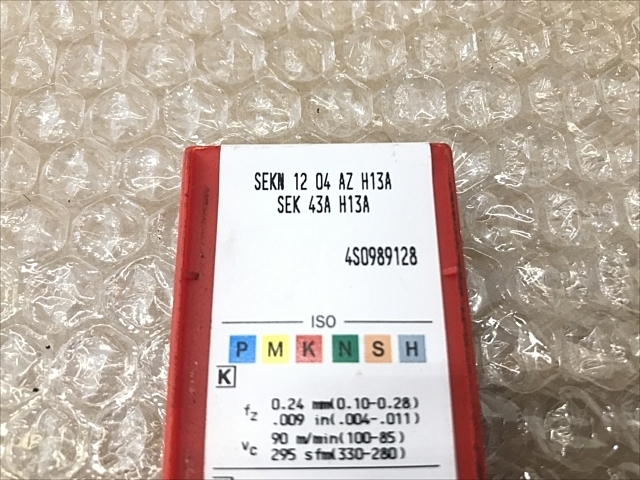 SEKN 12 04 AZ H13A
SEK 43A H13A
4S0989128
ISO
P M K N S H
K
fz 0.24 mm(0.10-0.28)
.009 in(.004-.011)
vc 90 m/min(100-85)
295 sfm(330-280)